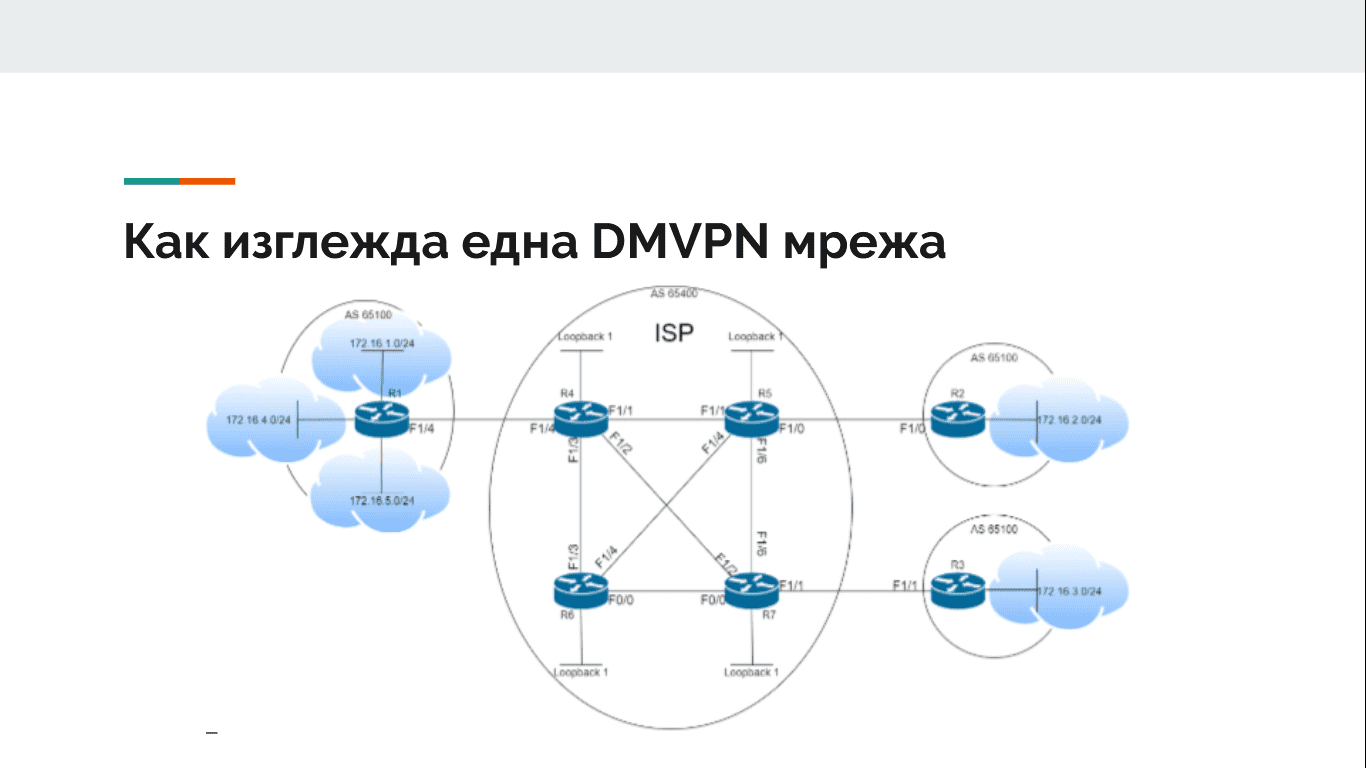 Как изглежда една DMVPN мрежа
AS 65400
AS 65100
ISP
172.16.1.0/24
Loopback 1
Loopback 1
AS 65100
R1
R4
R5
R2
172.16.4.0/24
F1/4
F1/4
F1/1
F1/1
F1/0
F1/0
172.16.2.0/24
F1/3
F1/2
F1/4
F1/6
172.16.5.0/24
AS 65100
F1/3
F1/4
F1/2
F1/6
R3
F0/0
F0/0
F1/1
F1/1
172.16.3.0/24
R6
R7
Loopback 1
Loopback 1